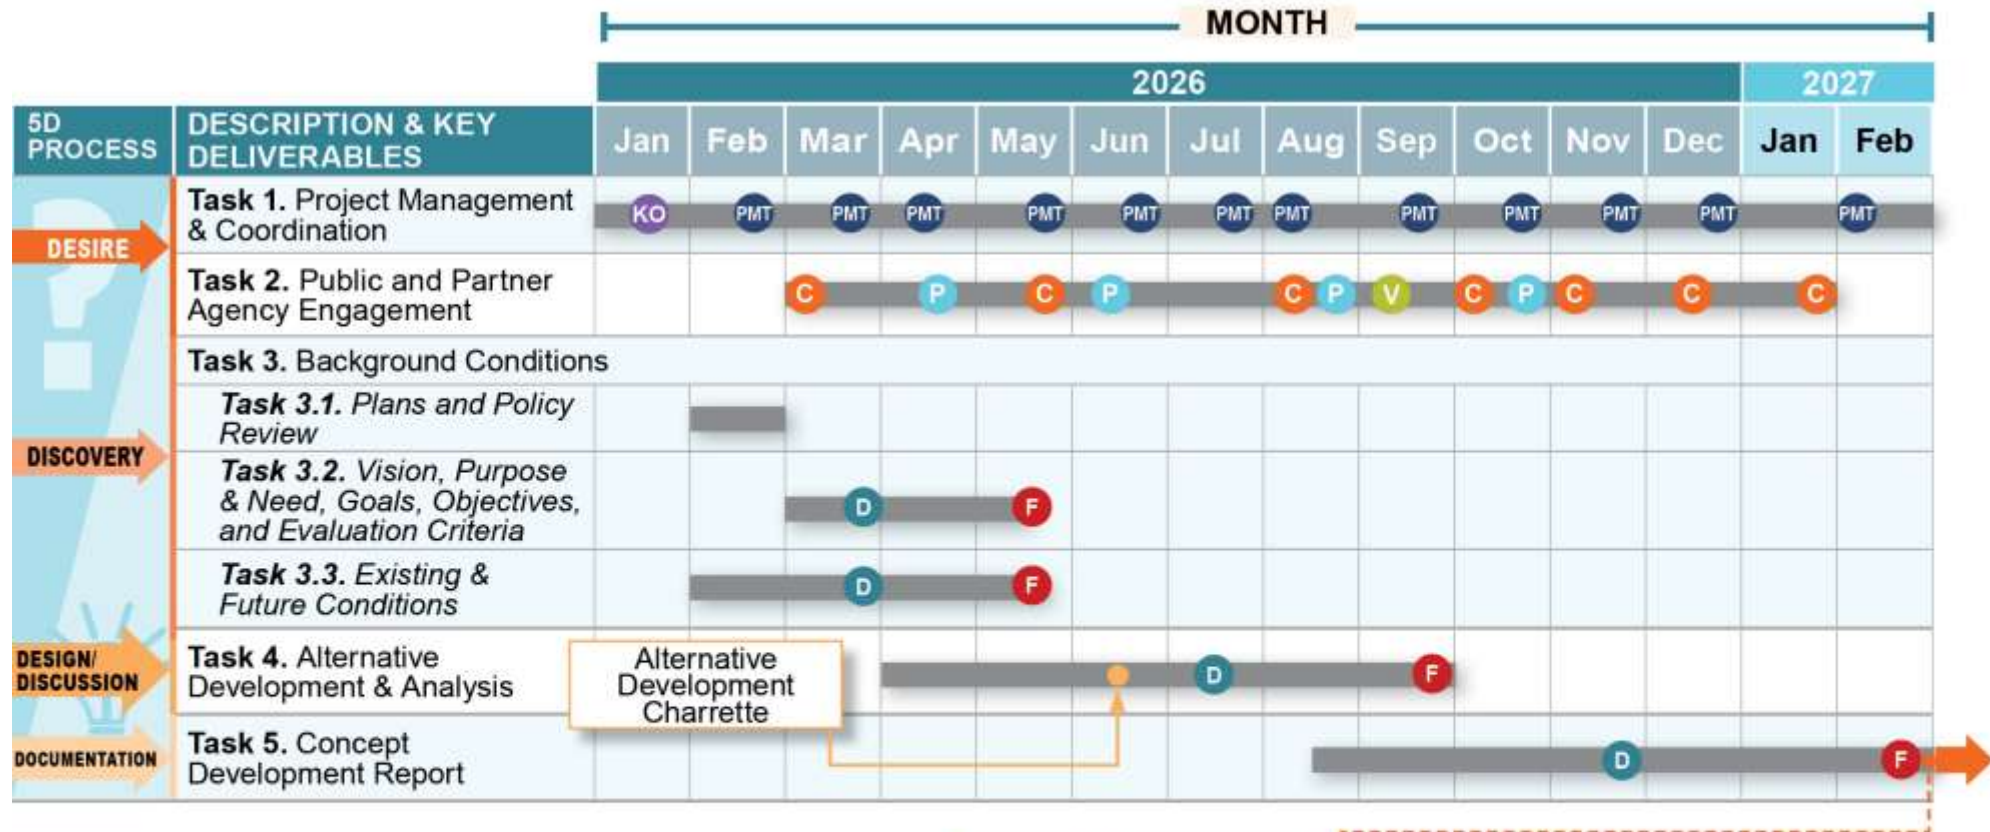 MONTH
2026 2027
5D
PROCESS
DESCRIPTION & KEY
DELIVERABLES
Jan Feb Mar Apr May Jun Jul Aug Sep Oct Nov Dec Jan Feb
DESIRE
Task 1. Project Management
& Coordination
KO PMT PMT PMT PMT PMT PMT PMT PMT PMT PMT PMT PMT
Task 2. Public and Partner
Agency Engagement
C P C P C P V C P C C C
Task 3. Background Conditions
Task 3.1. Plans and Policy
Review
DISCOVERY
Task 3.2. Vision, Purpose
& Need, Goals, Objectives,
and Evaluation Criteria
D F
Task 3.3. Existing &
Future Conditions
D F
DESIGN/
DISCUSSION
Task 4. Alternative
Development & Analysis
Alternative
Development
Charrette
D F
DOCUMENTATION
Task 5. Concept
Development Report
D F